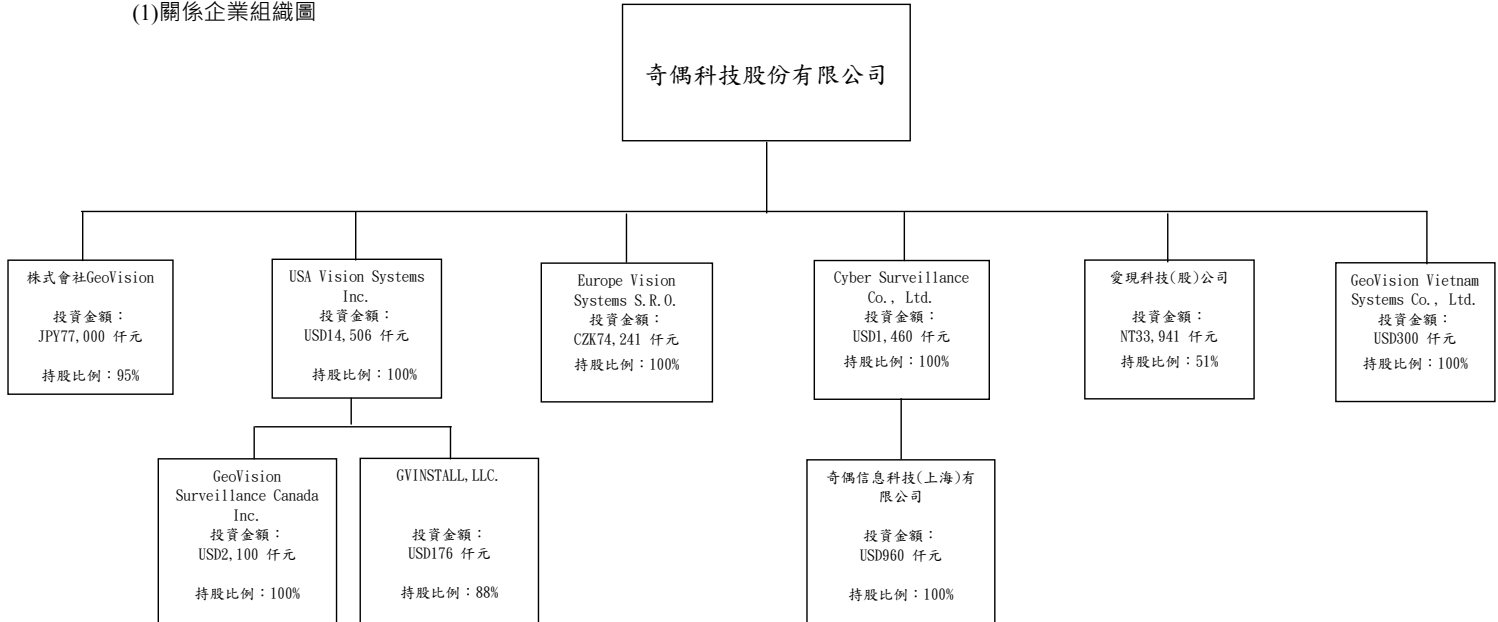 (1)關係企業組織圖
奇偶科技股份有限公司
株式會社GeoVision
投資金額：
JPY77,000 仟元
持股比例：95%
USA Vision Systems
Inc.
投資金額：
USD14,506 仟元
持股比例：100%
Europe Vision
Systems S.R.O.
投資金額：
CZK74,241 仟元
持股比例：100%
Cyber Surveillance
Co., Ltd.
投資金額：
USD1,460 仟元
持股比例：100%
愛現科技(股)公司
投資金額：
NT33,941 仟元
持股比例：51%
GeoVision Vietnam
Systems Co., Ltd.
投資金額：
USD300 仟元
持股比例：100%
GeoVision
Surveillance Canada
Inc.
投資金額：
USD2,100 仟元
持股比例：100%
GVINSTALL,LLC.
投資金額：
USD176 仟元
持股比例：88%
奇偶信息科技(上海)有
限公司
投資金額：
USD960 仟元
持股比例：100%